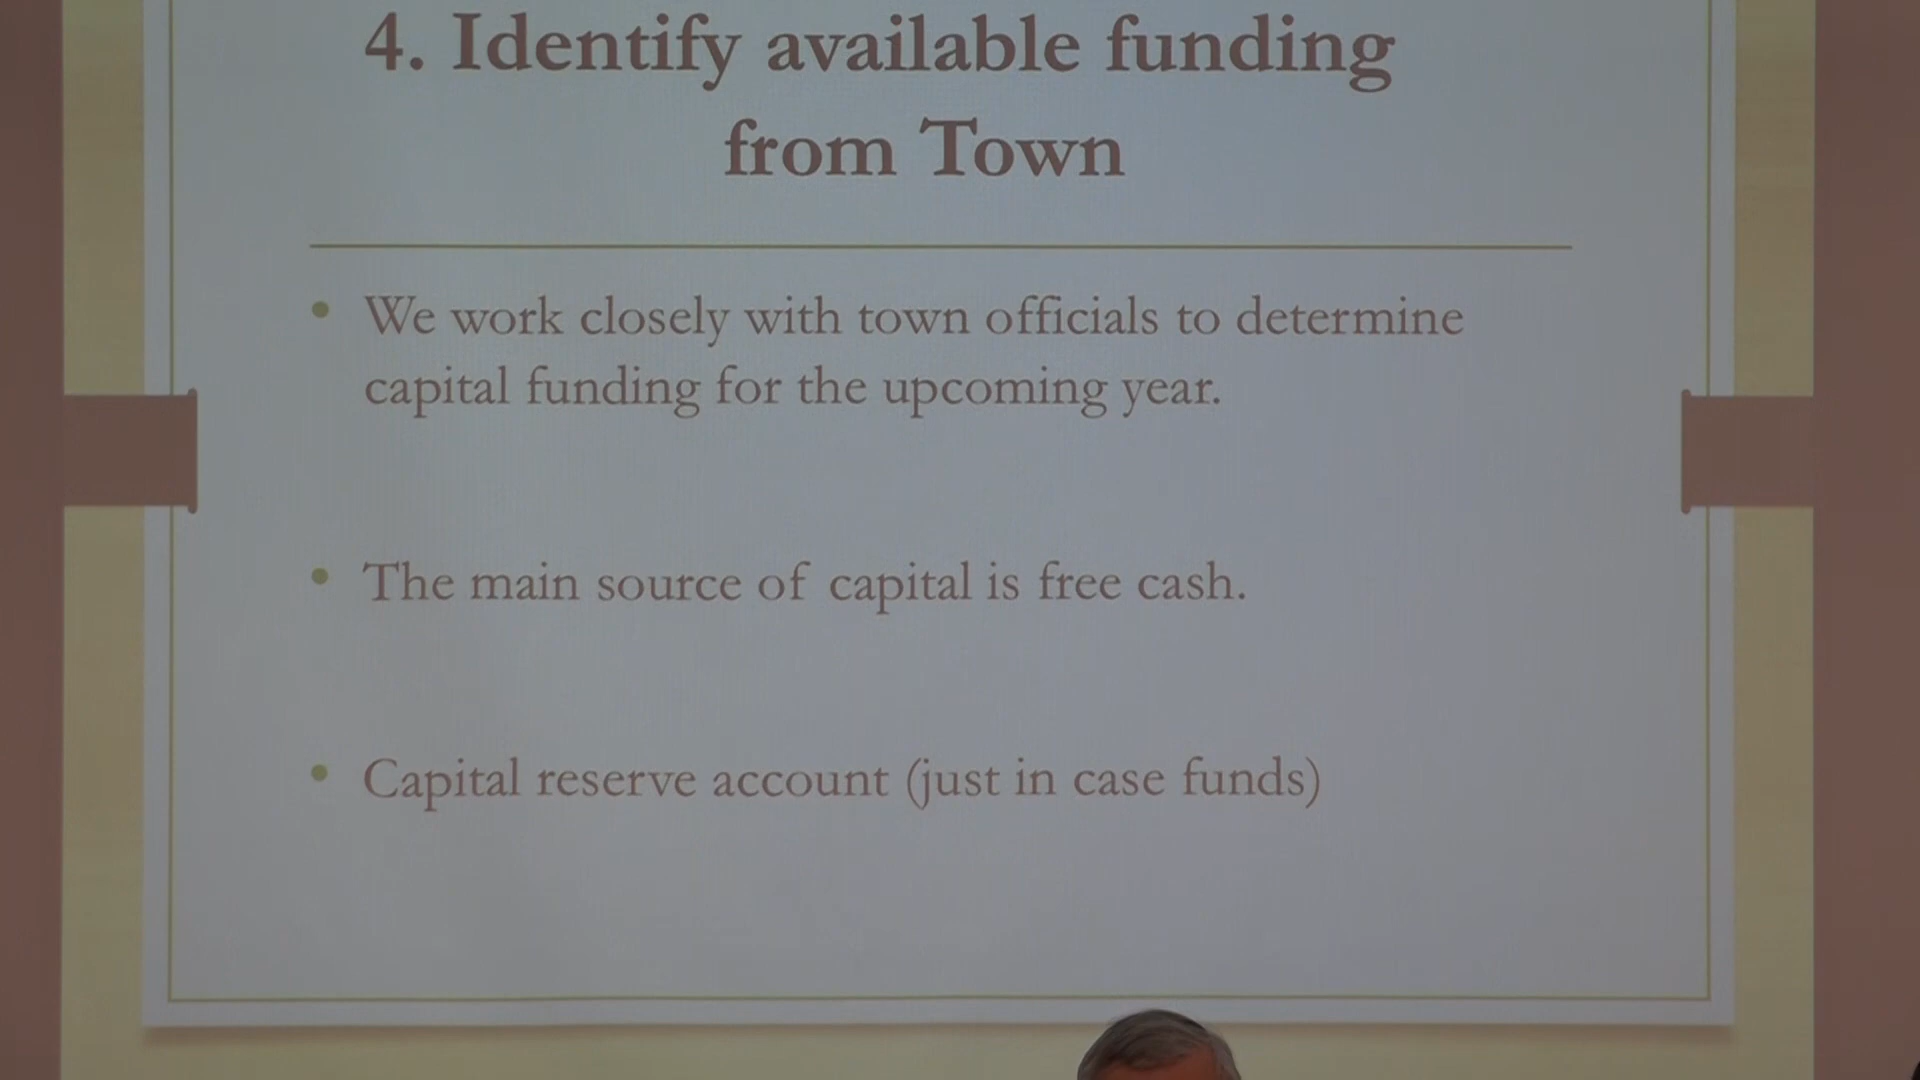 4. Identify available funding
from Town
• We work closely with town officials to determine
capital funding for the upcoming year.
• The main source of capital is free cash.
• Capital reserve account (just in case funds)